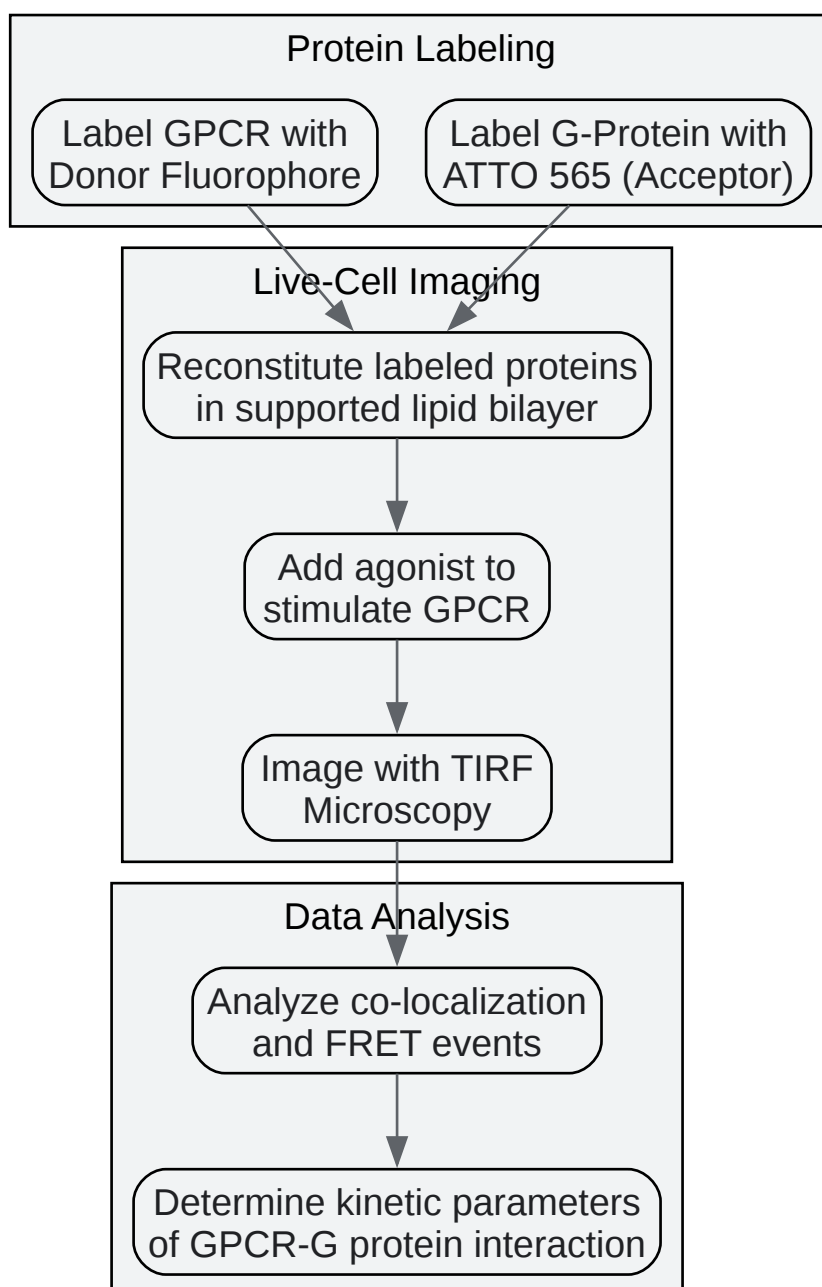 Protein Labeling
Label GPCR with
Donor Fluorophore
Label G-Protein with
ATTO 565 (Acceptor)
Live-Cell Imaging
Reconstitute labeled proteins
in supported lipid bilayer
Add agonist to
stimulate GPCR
Image with TIRF
Microscopy
Data Analysis
Analyze co-localization
and FRET events
Determine kinetic parameters
of GPCR-G protein interaction